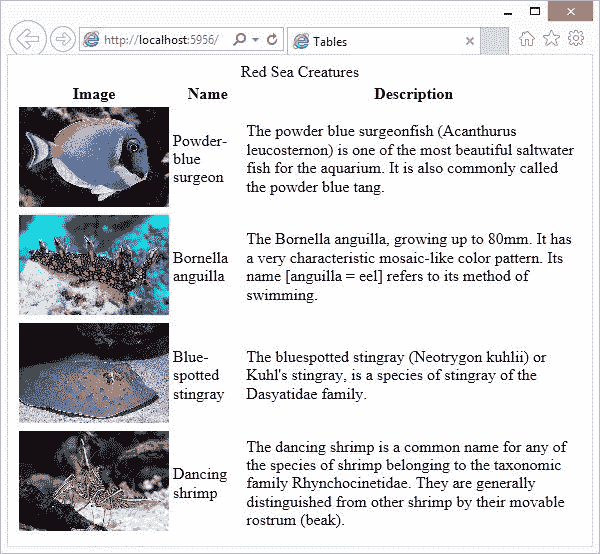 http://localhost:5956/
Tables
Red Sea Creatures
Image Name Description
Powder-
blue
surgeon
The powder blue surgeonfish (Acanthurus
leucosternon) is one of the most beautiful saltwater
fish for the aquarium. It is also commonly called
the powder blue tang.
Bornella
anguilla
The Bornella anguilla, growing up to 80mm. It has
a very characteristic mosaic-like color pattern. Its
name [anguilla = eel] refers to its method of
swimming.
Blue-
spotted
stingray
The bluespotted stingray (Neotrygon kuhlii) or
Kuhl's stingray, is a species of stingray of the
Dasyatidae family.
Dancing
shrimp
The dancing shrimp is a common name for any of
the species of shrimp belonging to the taxonomic
family Rhynchocinetidae. They are generally
distinguished from other shrimp by their movable
rostrum (beak).